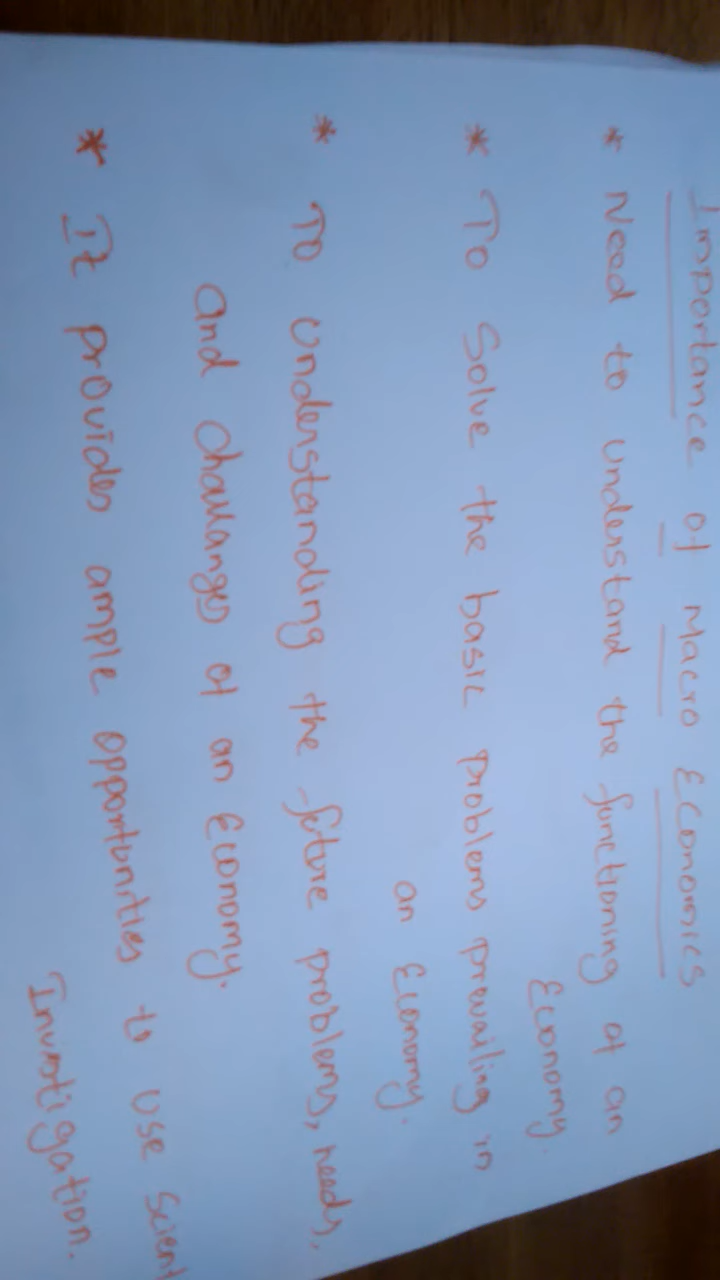 Importance of Macro Economics
* Need to understand the functioning of an
Economy.
* To Solve the basic problems prevailing in
an Economy.
* To Understanding the future problems, needs,
and challanges of an Economy.
* It provides ample opportunities to use Scient
Investigation.